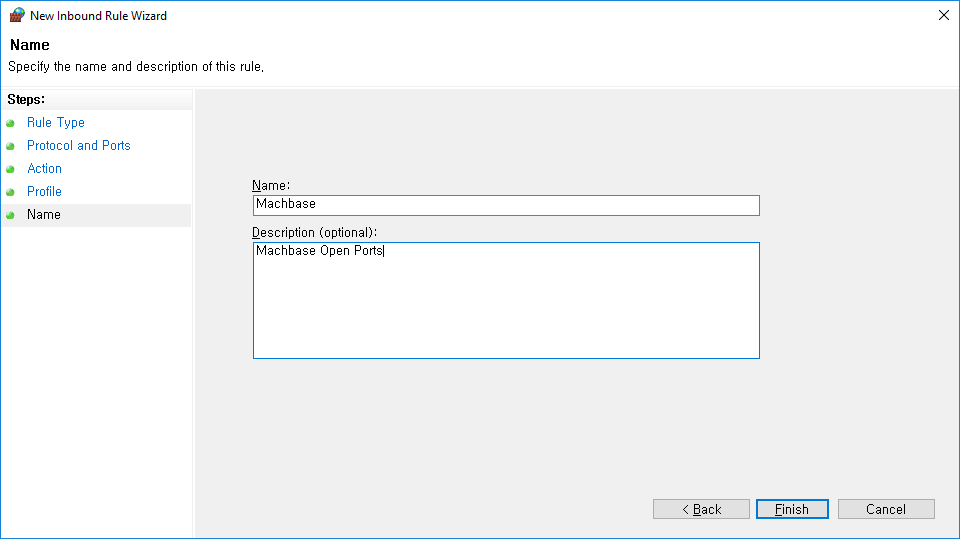 New Inbound Rule Wizard
Name
Specify the name and description of this rule.
Steps:
Rule Type
Protocol and Ports
Action
Profile
Name
Name:
Machbase
Description (optional):
Machbase Open Ports
< Back
Finish
Cancel